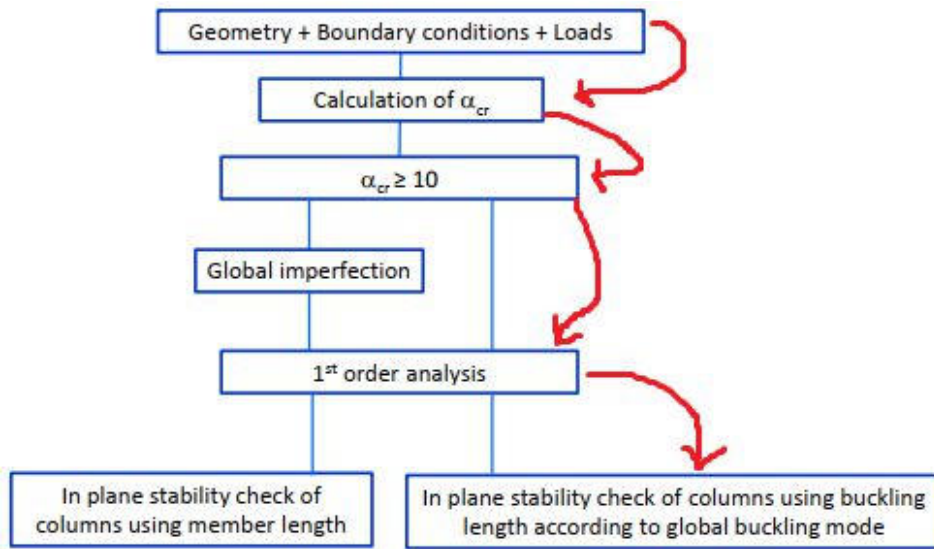 Geometry + Boundary conditions + Loads
Calculation of αcr
αcr ≥ 10
Global imperfection
1st order analysis
In plane stability check of
columns using member length
In plane stability check of columns using buckling
length according to global buckling mode